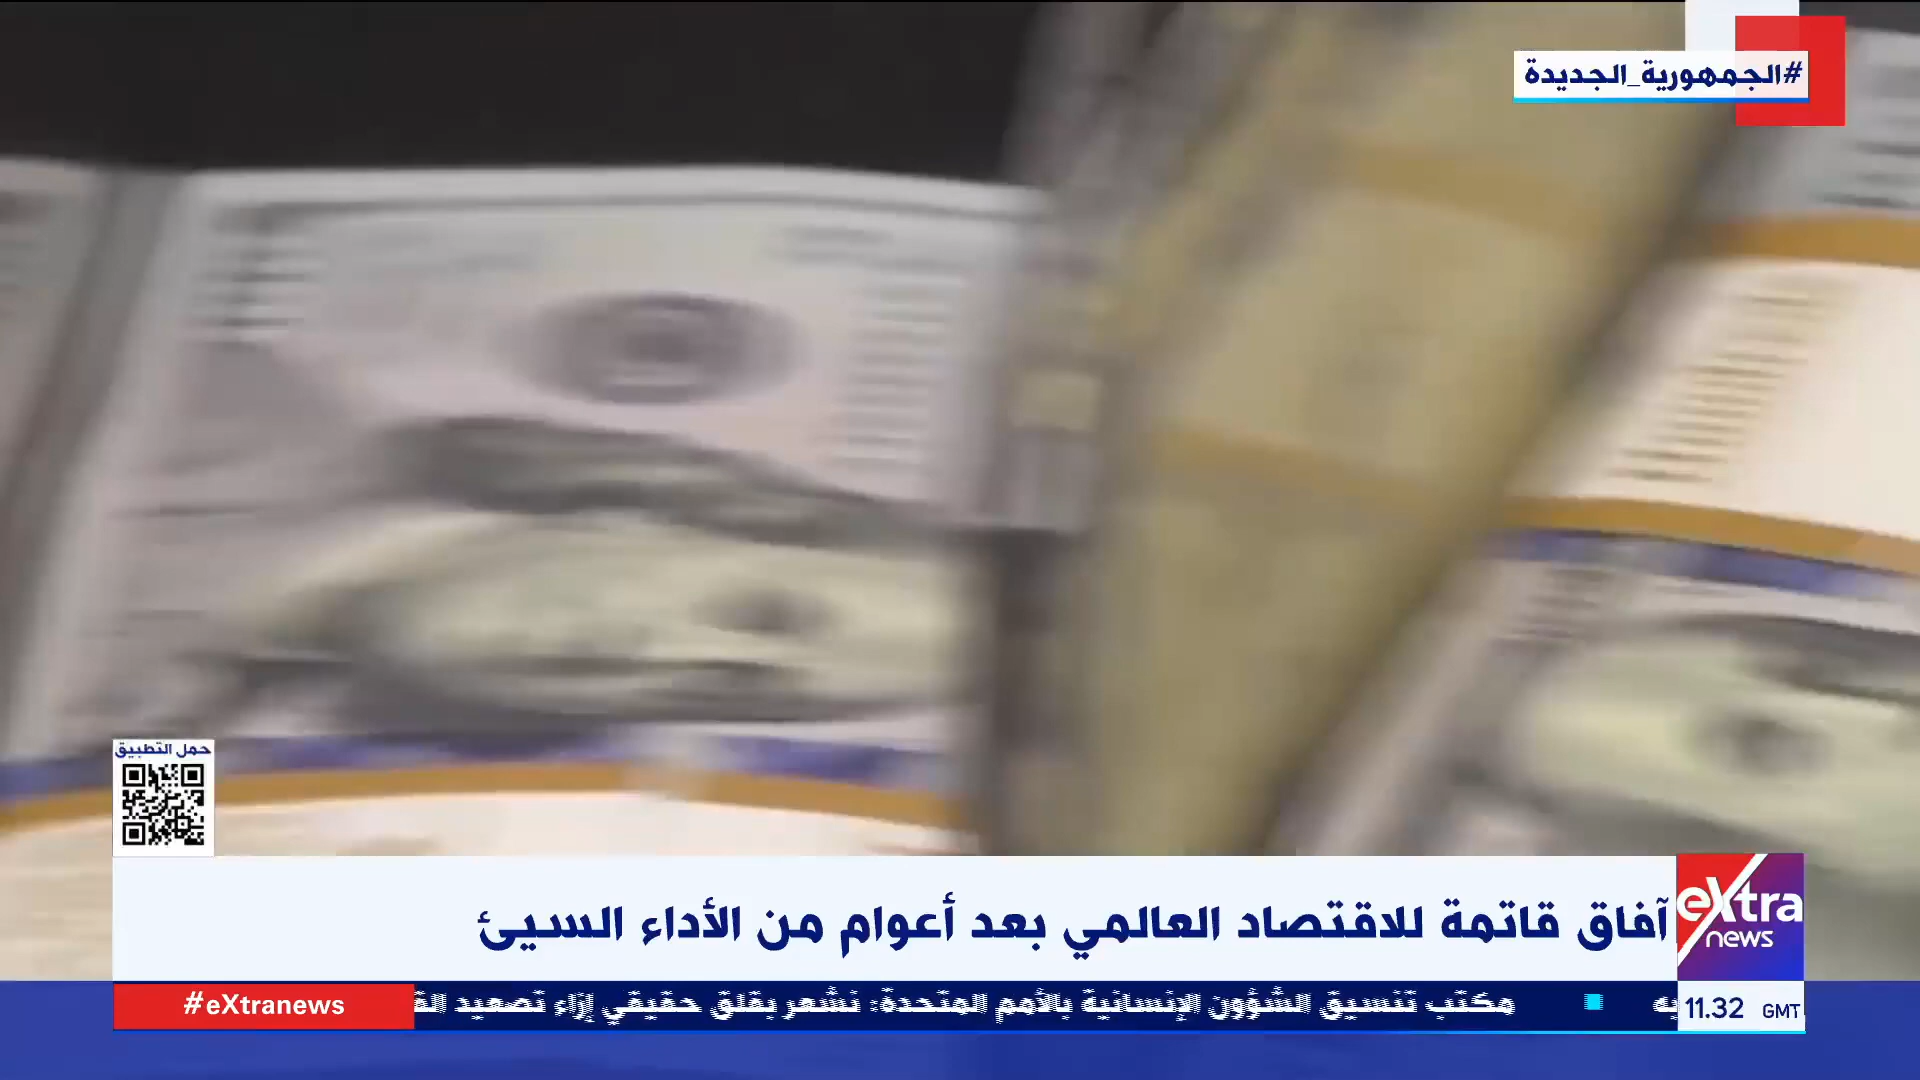 #الجمهورية_الجديدة
حمل التطبيق
آفاق قاتمة للاقتصاد العالمي بعد أعوام من الأداء السيئ
eXtra
news
مكتب تنسيق الشؤون الإنسانية بالأمم المتحدة: نشعر بقلق حقيقي إزاء تصعيد
#eXtranews
11.32 GMT